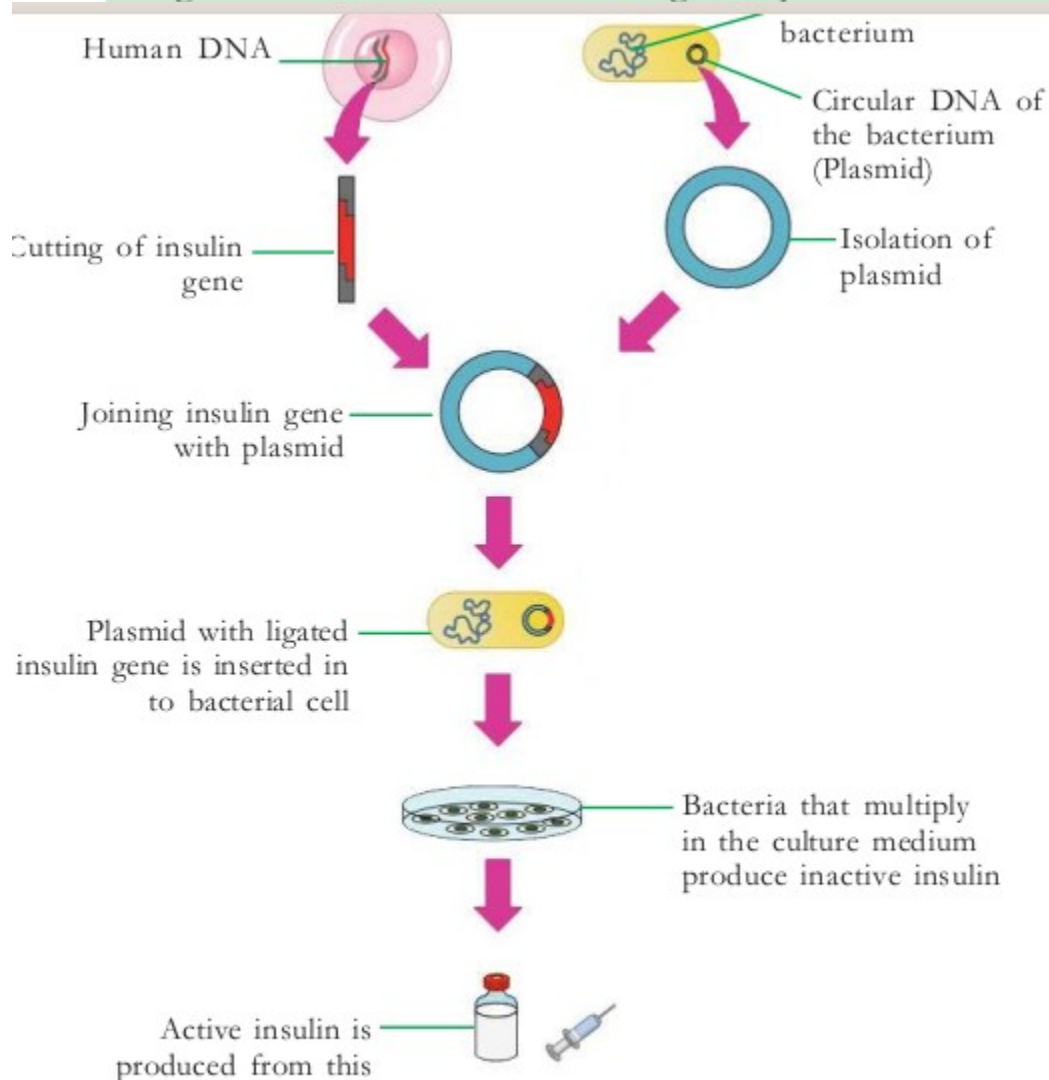 Human DNA
bacterium
Circular DNA of
the bacterium
(Plasmid)
Cutting of insulin
gene
Isolation of
plasmid
Joining insulin gene
with plasmid
Plasmid with ligated
insulin gene is inserted in
to bacterial cell
Bacteria that multiply
in the culture medium
produce inactive insulin
Active insulin is
produced from this